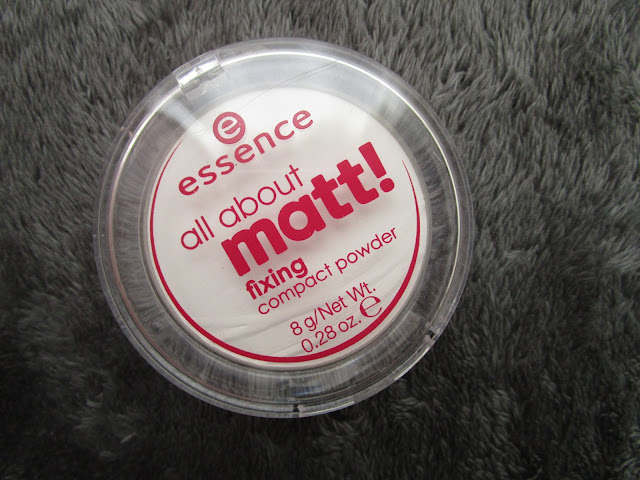 e
essence
all about
matt!
fixing
compact powder
8 g/Net Wt.
0.28 oz. ℮